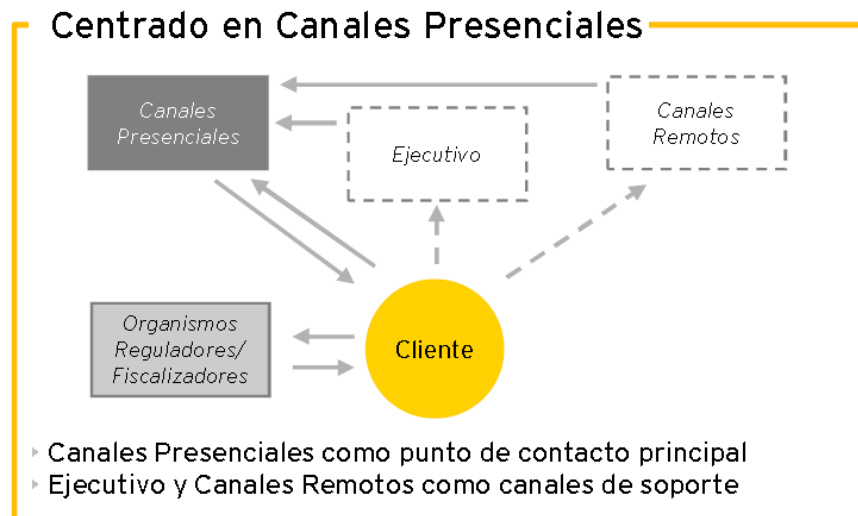 Centrado en Canales Presenciales
Canales
Presenciales
Ejecutivo
Canales
Remotos
Organismos
Reguladores/
Fiscalizadores
Cliente
Canales Presenciales como punto de contacto principal
Ejecutivo y Canales Remotos como canales de soporte